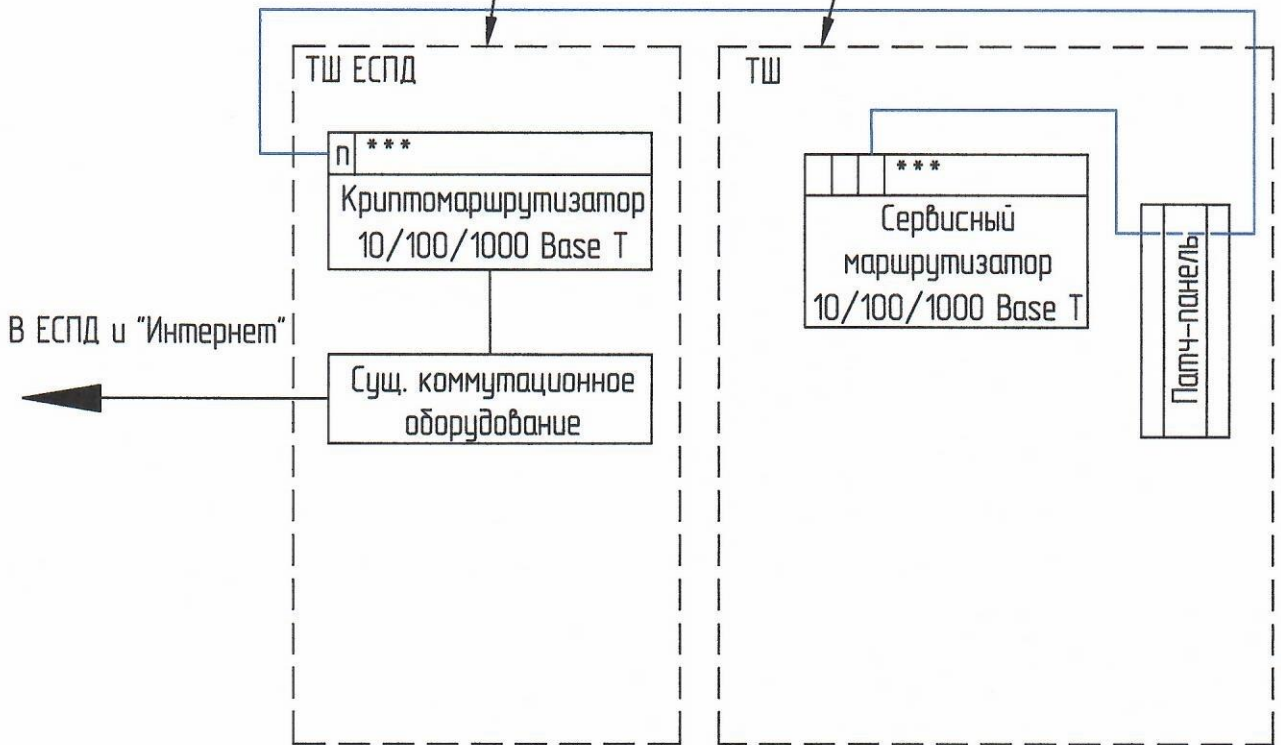 ТШ ЕСПД
ТШ
п ***
Криптомаршрутизатор
10/100/1000 Base T
***
Сервисный
маршрутизатор
10/100/1000 Base T
Патч-панель
В ЕСПД и "Интернет"
Сущ. коммутационное
оборудование